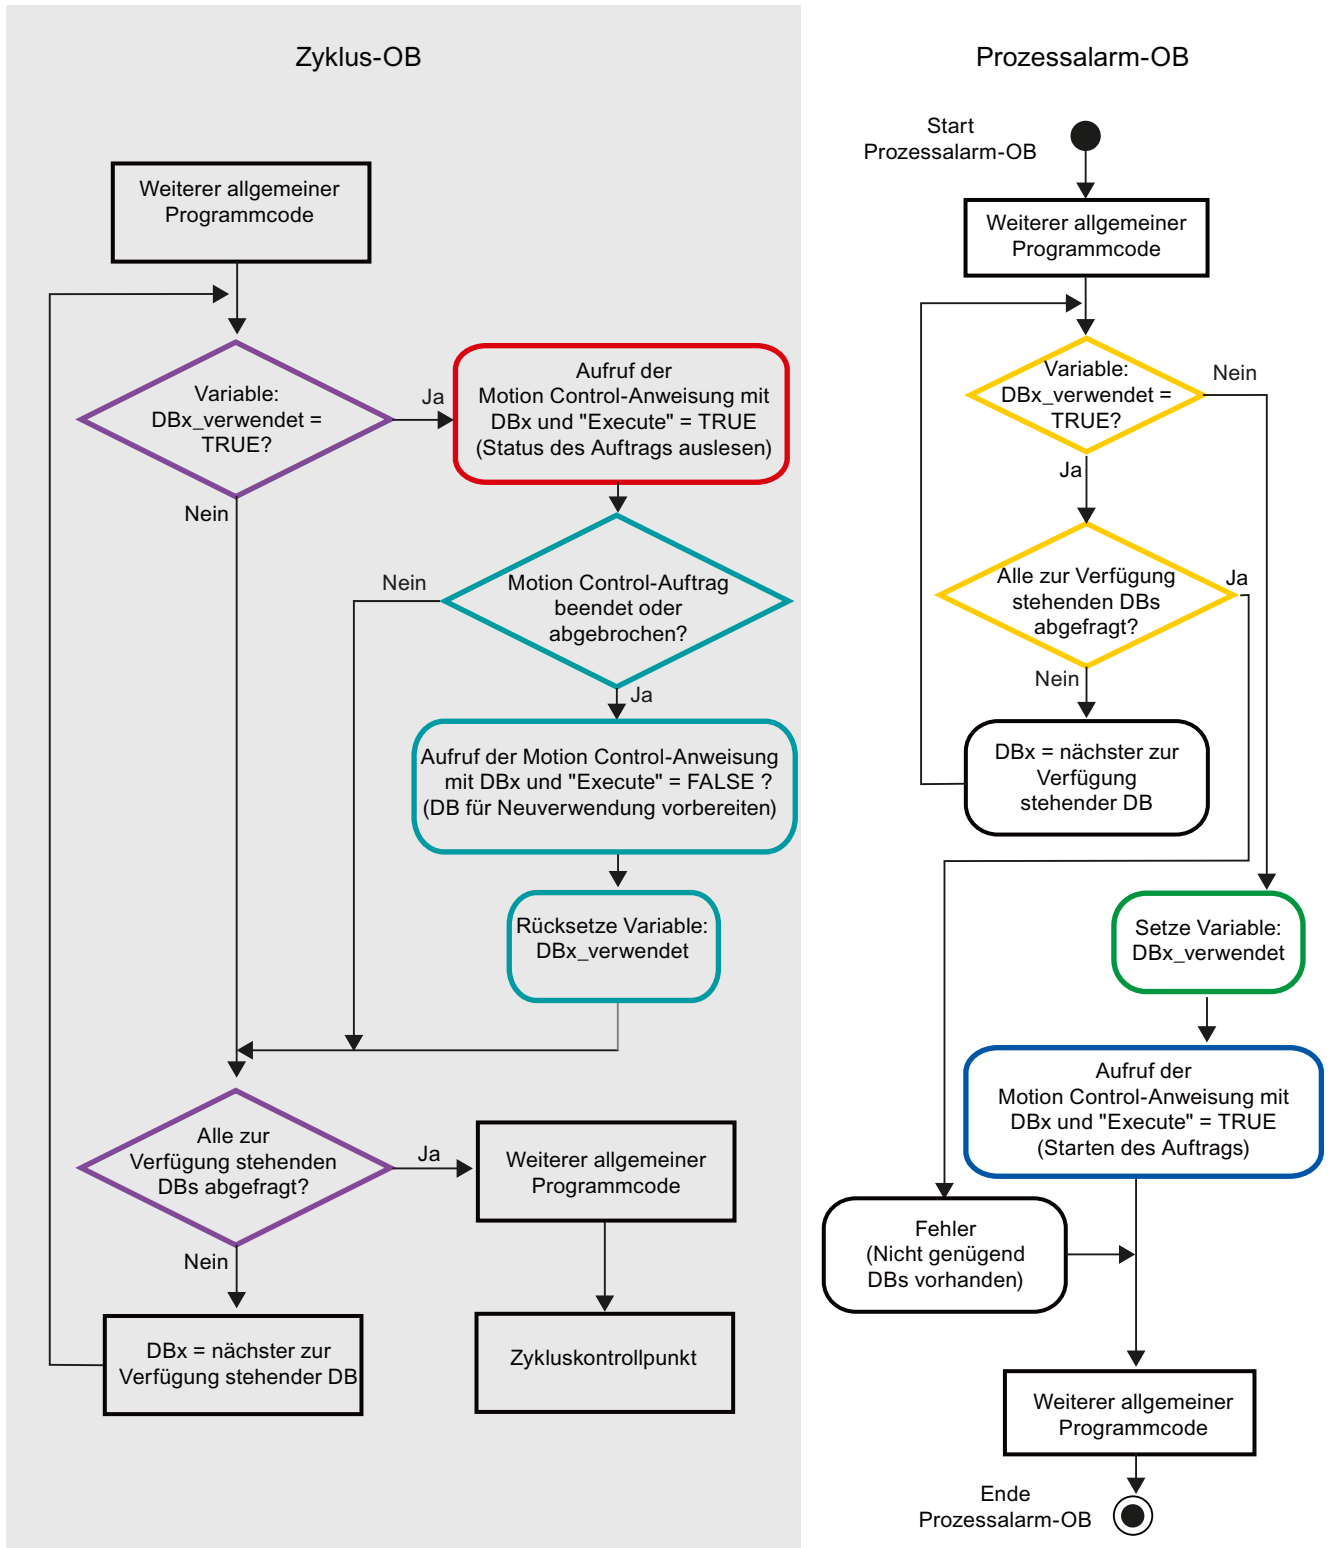 Zyklus-OB
Weiterer allgemeiner
Programmcode
Variable:
DBx_verwendet =
TRUE?
Ja
Nein
Aufruf der
Motion Control-Anweisung mit
DBx und "Execute" = TRUE
(Status des Auftrags auslesen)
Nein
Motion Control-Auftrag
beendet oder
abgebrochen?
Ja
Aufruf der Motion Control-Anweisung
mit DBx und "Execute" = FALSE ?
(DB für Neuverwendung vorbereiten)
Rücksetze Variable:
DBx_verwendet
Alle zur
Verfügung stehenden
DBs abgefragt?
Ja
Nein
Weiterer allgemeiner
Programmcode
DBx = nächster zur
Verfügung stehender DB
Zykluskontrollpunkt
Prozessalarm-OB
Start
Prozessalarm-OB
Weiterer allgemeiner
Programmcode
Variable:
DBx_verwendet =
TRUE?
Nein
Ja
Alle zur Verfügung
stehenden DBs
abgefragt?
Ja
Nein
DBx = nächster zur
Verfügung
stehender DB
Setze Variable:
DBx_verwendet
Aufruf der
Motion Control-Anweisung mit
DBx und "Execute" = TRUE
(Starten des Auftrags)
Fehler
(Nicht genügend
DBs vorhanden)
Weiterer allgemeiner
Programmcode
Ende
Prozessalarm-OB